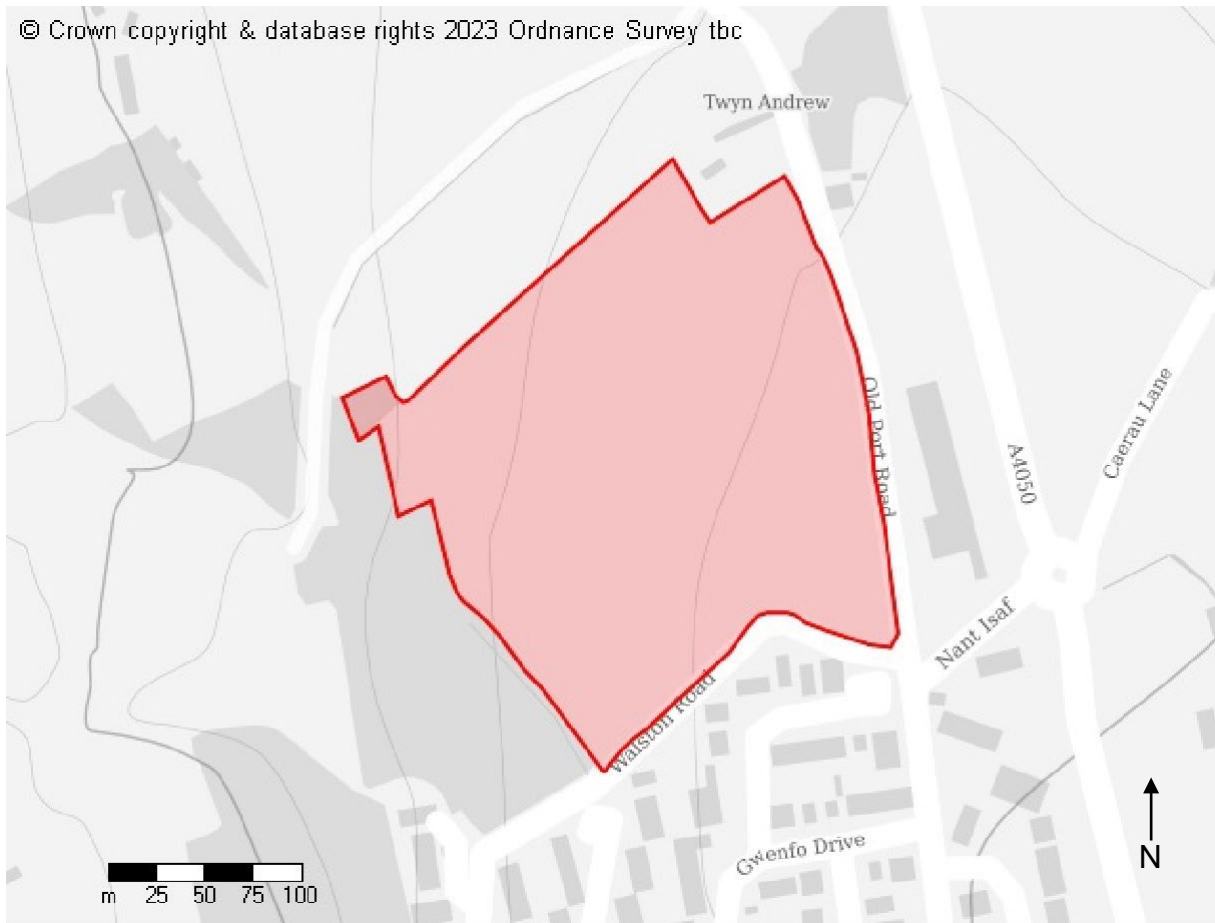 © Crown copyright & database rights 2023 Ordnance Survey tbc
Twyn Andrew
Old Port Road
A4050
Caerau Lane
Nant Isaf
Walston Road
Gwenfo Drive
m 25 50 75 100
N